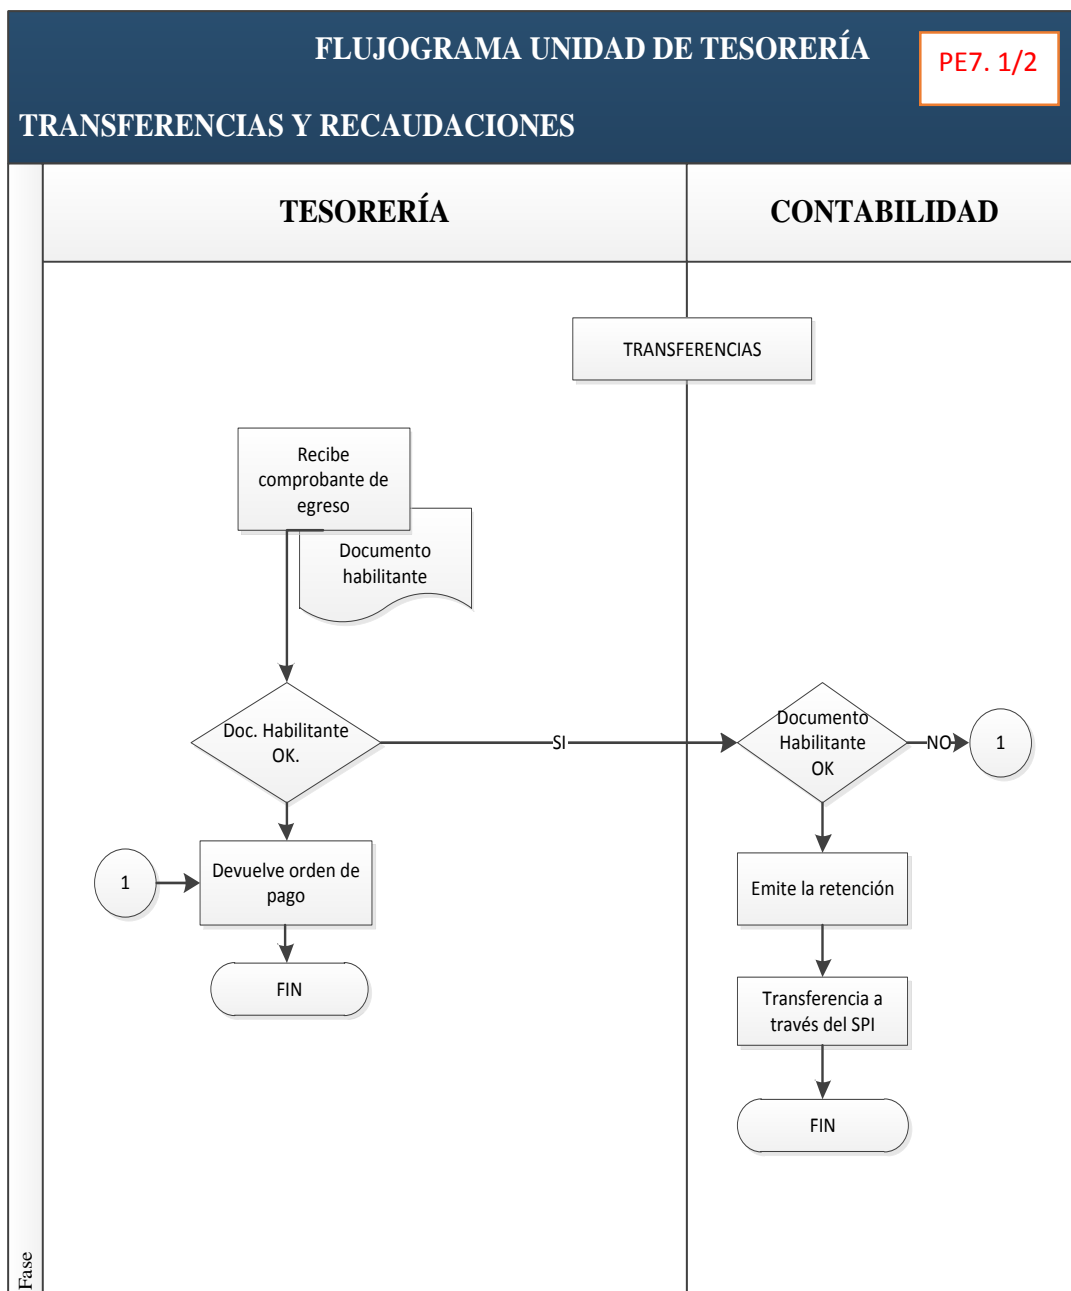 FLUJOGRAMA UNIDAD DE TESORERÍA
PE7. 1/2
TRANSFERENCIAS Y RECAUDACIONES
TESORERÍA
CONTABILIDAD
TRANSFERENCIAS
Recibe
comprobante de
egreso
Documento
habilitante
Doc. Habilitante
OK.
SI
Documento
Habilitante
OK
NO
1
1
Devuelve orden de
pago
Emite la retención
FIN
Transferencia a
través del SPI
FIN
Fase